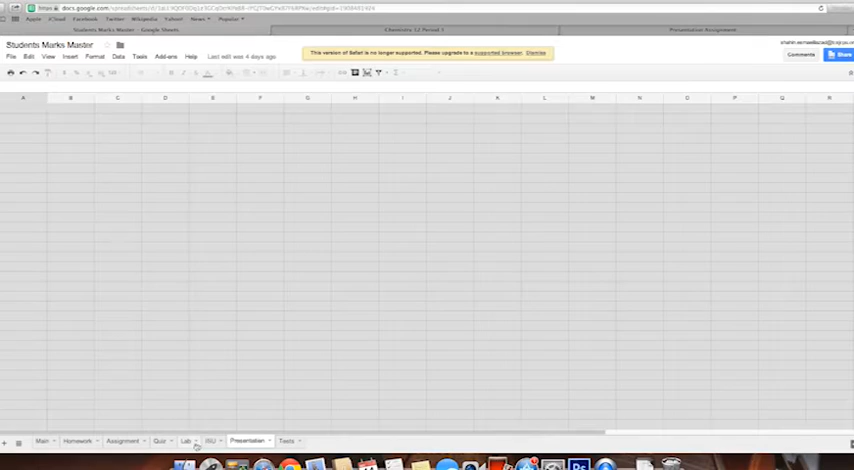 docs.google.com
Apple iCloud Facebook Twitter Wikipedia Yahoo! News Popular
Students Marks Master - Google Sheets Chemistry 12 Period 1 Presentation Assignment
Students Marks Master
This version of Safari is no longer supported. Please upgrade to a supported browser. Dismiss
Comments Share
File Edit View Insert Format Data Tools Add-ons Help Last edit was 4 days ago
A B C D E F G H I J K L M N O P Q R
Main Homework Assignment Quiz Lab ISU Presentation Tests